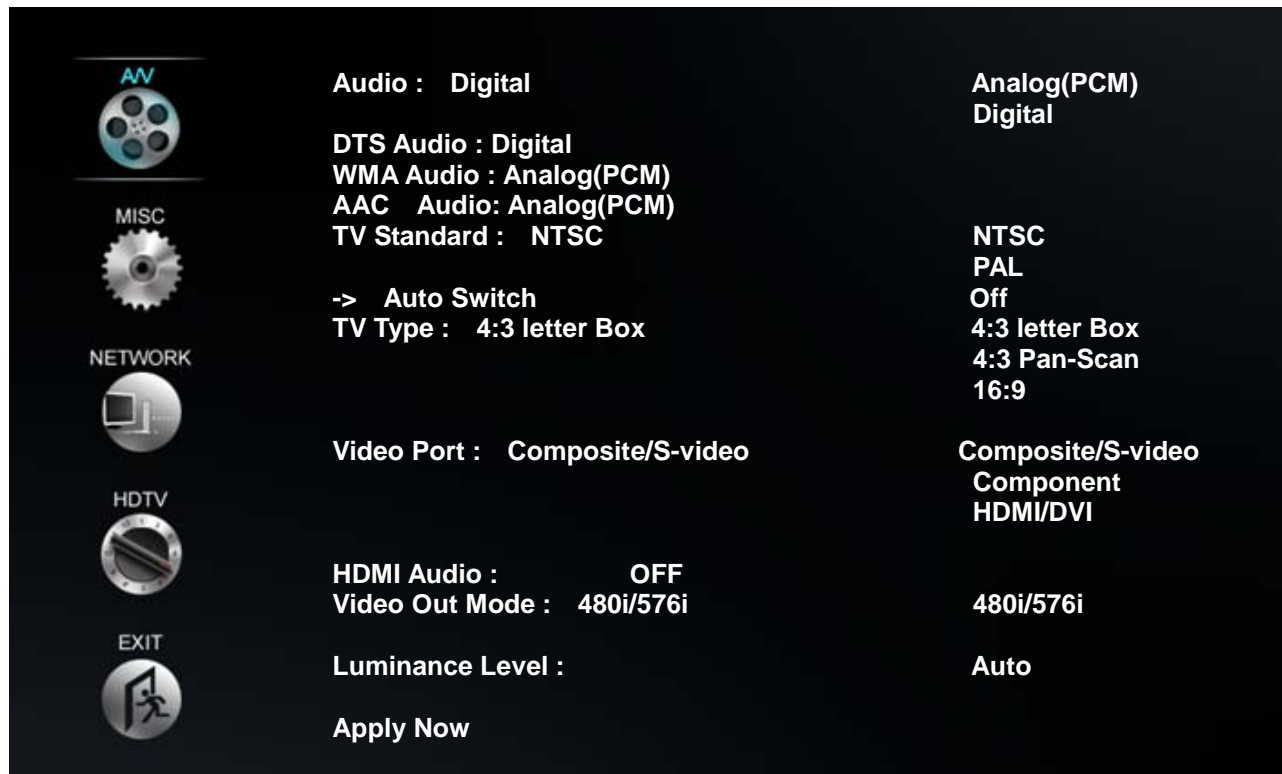 A/V
MISC
NETWORK
HDTV
EXIT
Audio : Digital Analog(PCM)
Digital
DTS Audio : Digital
WMA Audio : Analog(PCM)
AAC Audio: Analog(PCM)
TV Standard : NTSC NTSC
PAL
-> Auto Switch Off
TV Type : 4:3 letter Box 4:3 letter Box
4:3 Pan-Scan
16:9
Video Port : Composite/S-video Composite/S-video
Component
HDMI/DVI
HDMI Audio : OFF
Video Out Mode : 480i/576i 480i/576i
Luminance Level : Auto
Apply Now